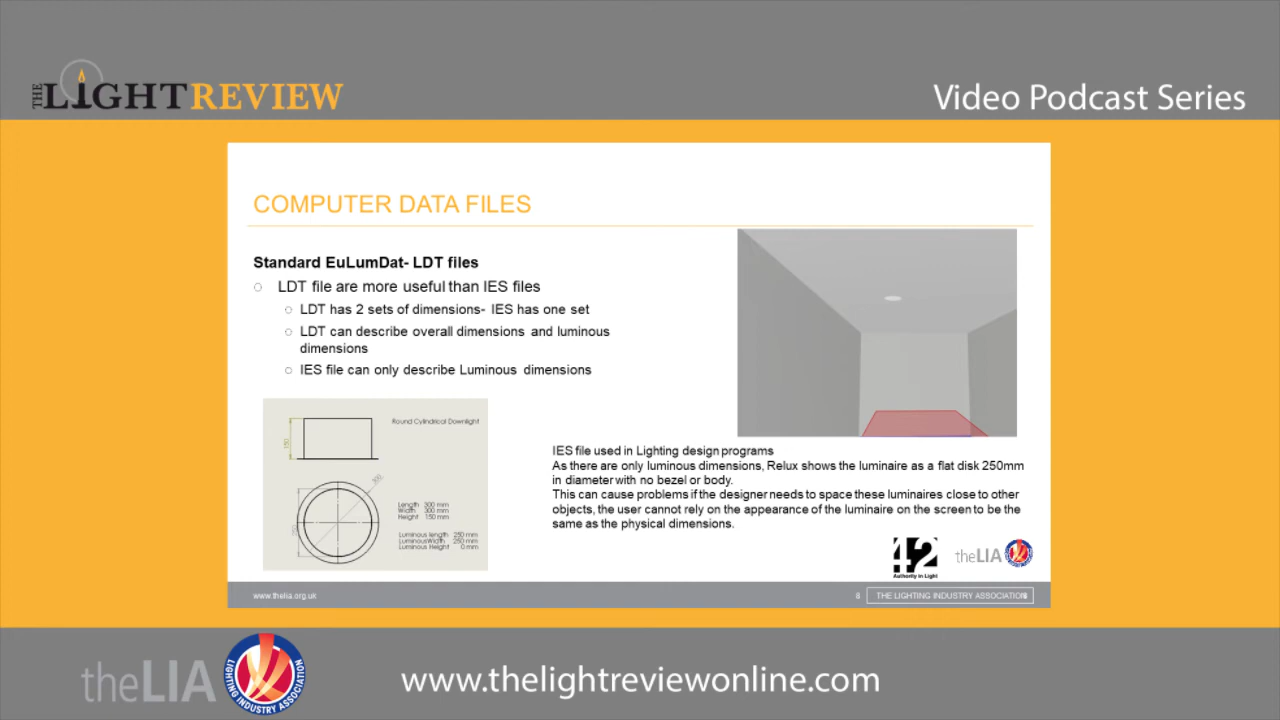 THE LIGHT REVIEW
Video Podcast Series
COMPUTER DATA FILES
Standard EuLumDat- LDT files
LDT file are more useful than IES files
LDT has 2 sets of dimensions- IES has one set
LDT can describe overall dimensions and luminous
dimensions
IES file can only describe Luminous dimensions
Round Cylindrical Downlight
150
300
250
Length 300 mm
Width 300 mm
Height 150 mm
Luminous length 250 mm
LuminousWidth 250 mm
Luminous Height 0 mm
IES file used in Lighting design programs
As there are only luminous dimensions, Relux shows the luminaire as a flat disk 250mm
in diameter with no bezel or body.
This can cause problems if the designer needs to space these luminaires close to other
objects, the user cannot rely on the appearance of the luminaire on the screen to be the
same as the physical dimensions.
42
Authority in Light
theLIA
www.thelia.org.uk
8
THE LIGHTING INDUSTRY ASSOCIATION
theLIA
LIGHTING INDUSTRY ASSOCIATION
www.thelightreviewonline.com